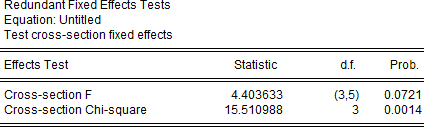 Redundant Fixed Effects Tests
Equation: Untitled
Test cross-section fixed effects
Effects Test Statistic d.f. Prob.
Cross-section F 4.403633 (3,5) 0.0721
Cross-section Chi-square 15.510988 3 0.0014